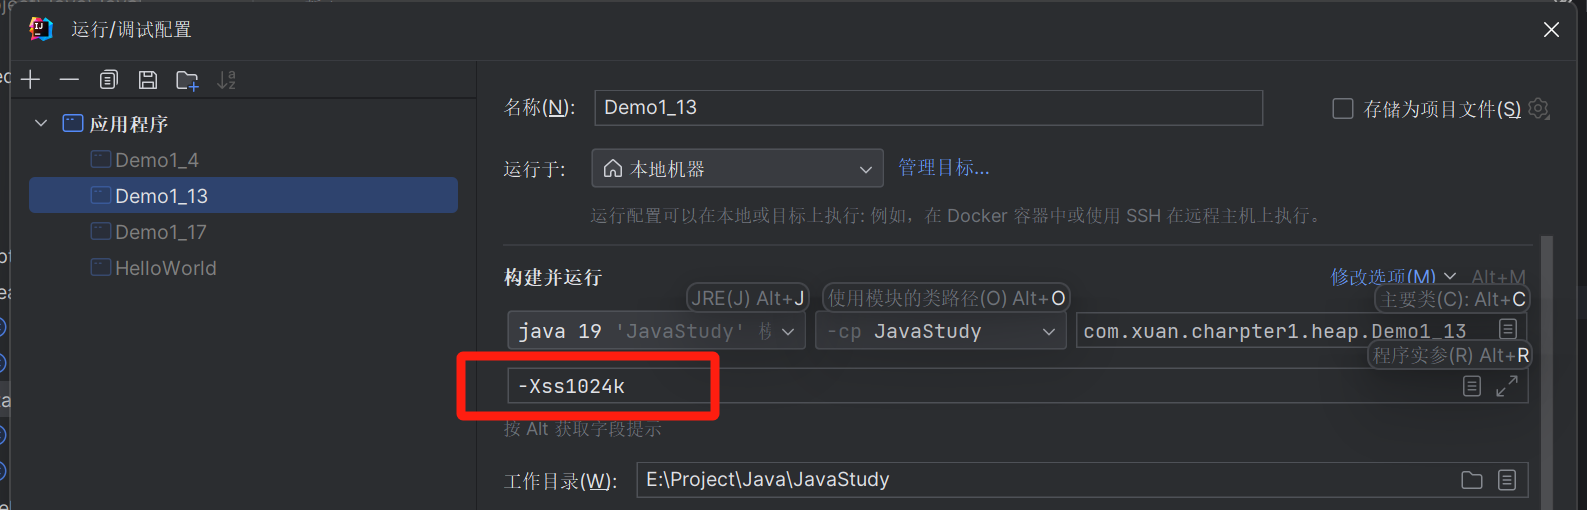 运行/调试配置
应用程序
Demo1_4
Demo1_13
Demo1_17
HelloWorld
名称(N):
Demo1_13
存储为项目文件(S)
运行于:
本地机器
管理目标...
运行配置可以在本地或目标上执行: 例如，在 Docker 容器中或使用 SSH 在远程主机上执行。
构建并运行
修改选项(M)
Alt+M
JRE(J) Alt+J
使用模块的类路径(O) Alt+O
主要类(C): Alt+C
java 19 'JavaStudy'
-cp JavaStudy
com.xuan.charpter1.heap.Demo1_13
程序实参(R) Alt+R
-Xss1024k
按 Alt 获取字段提示
工作目录(W):
E:\Project\Java\JavaStudy